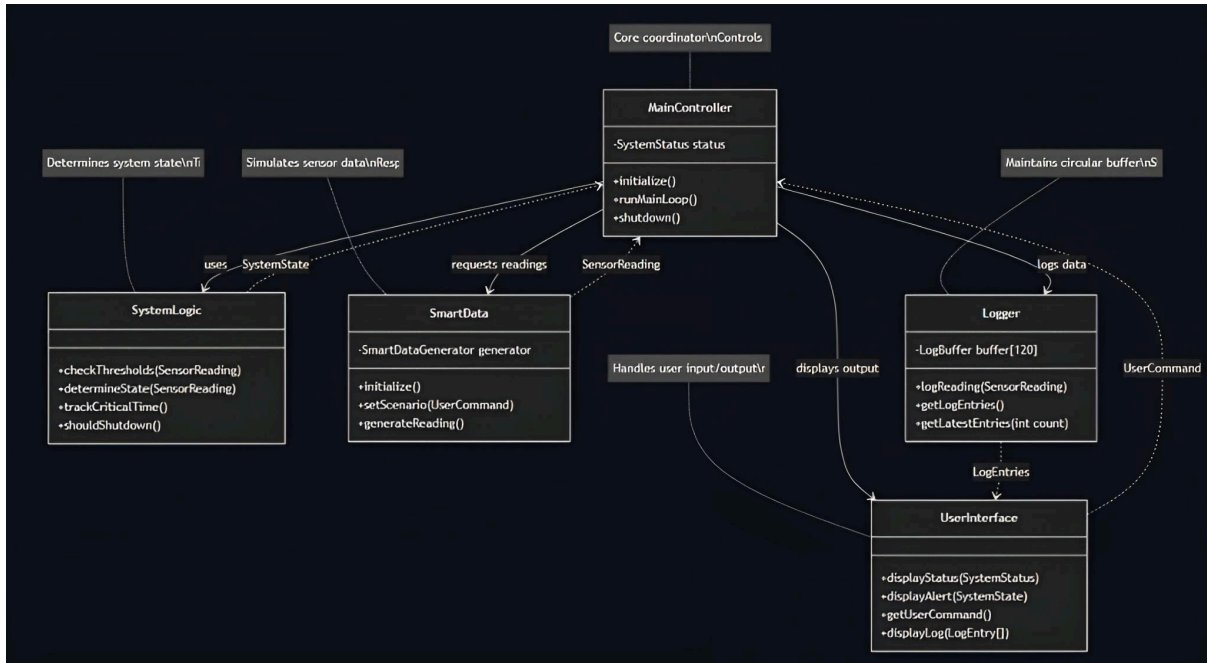 Core coordinator\nControls
MainController
-SystemStatus status
+initialize()
+runMainLoop()
+shutdown()
Determines system state\nTr
Simulates sensor data\nResp
Maintains circular buffer\nS
uses
SystemState
requests readings
SensorReading
logs data
SystemLogic
+checkThresholds(SensorReading)
+determineState(SensorReading)
+trackCriticalTime()
+shouldShutdown()
SmartData
-SmartDataGenerator generator
+initialize()
+setScenario(UserCommand)
+generateReading()
Logger
-LogBuffer buffer[120]
+logReading(SensorReading)
+getLogEntries()
+getLatestEntries(int count)
Handles user input/output\r
displays output
UserCommand
LogEntries
UserInterface
+displayStatus(SystemStatus)
+displayAlert(SystemState)
+getUserCommand()
+displayLog(LogEntry[])